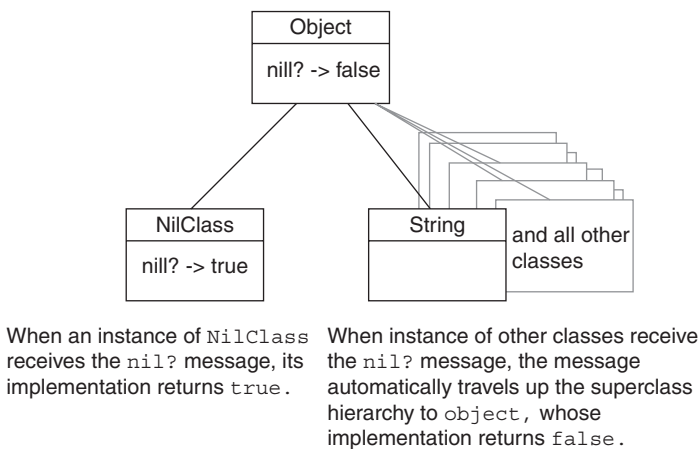 Object
nill? -> false
NilClass
nill? -> true
String
and all other
classes
When an instance of NilClass
receives the nil? message, its
implementation returns true.
When instance of other classes receive
the nil? message, the message
automatically travels up the superclass
hierarchy to object, whose
implementation returns false.